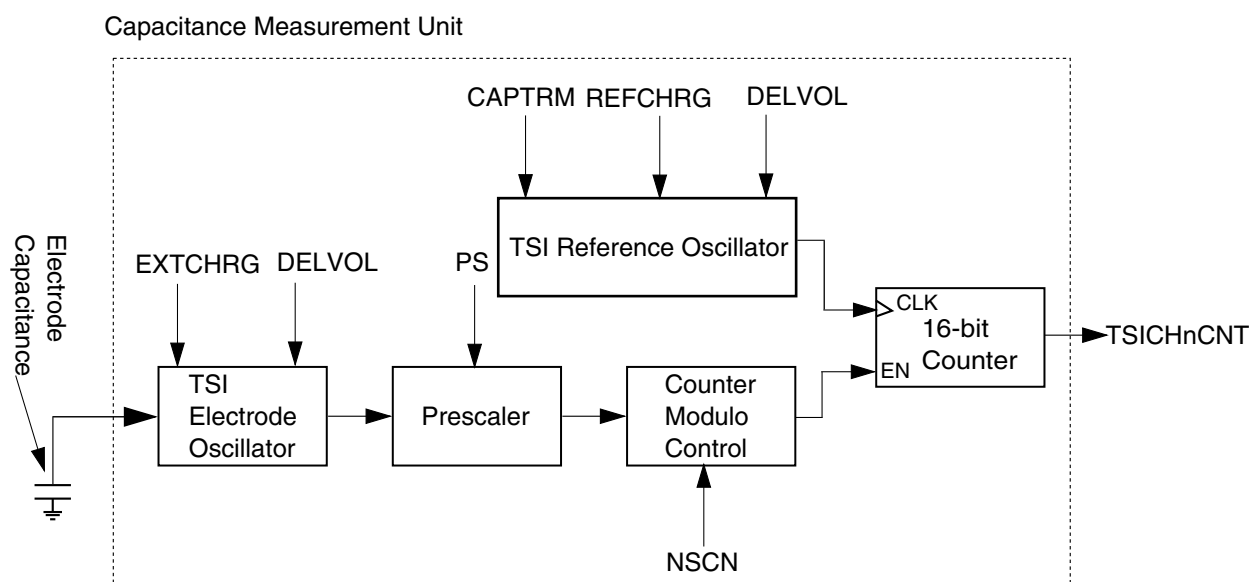 Capacitance Measurement Unit
CAPTRM REFCHRG DELVOL
TSI Reference Oscillator
Electrode
Capacitance
EXTCHRG DELVOL
PS
CLK
16-bit
Counter
EN
TSICHnCNT
TSI
Electrode
Oscillator
Prescaler
Counter
Modulo
Control
NSCN